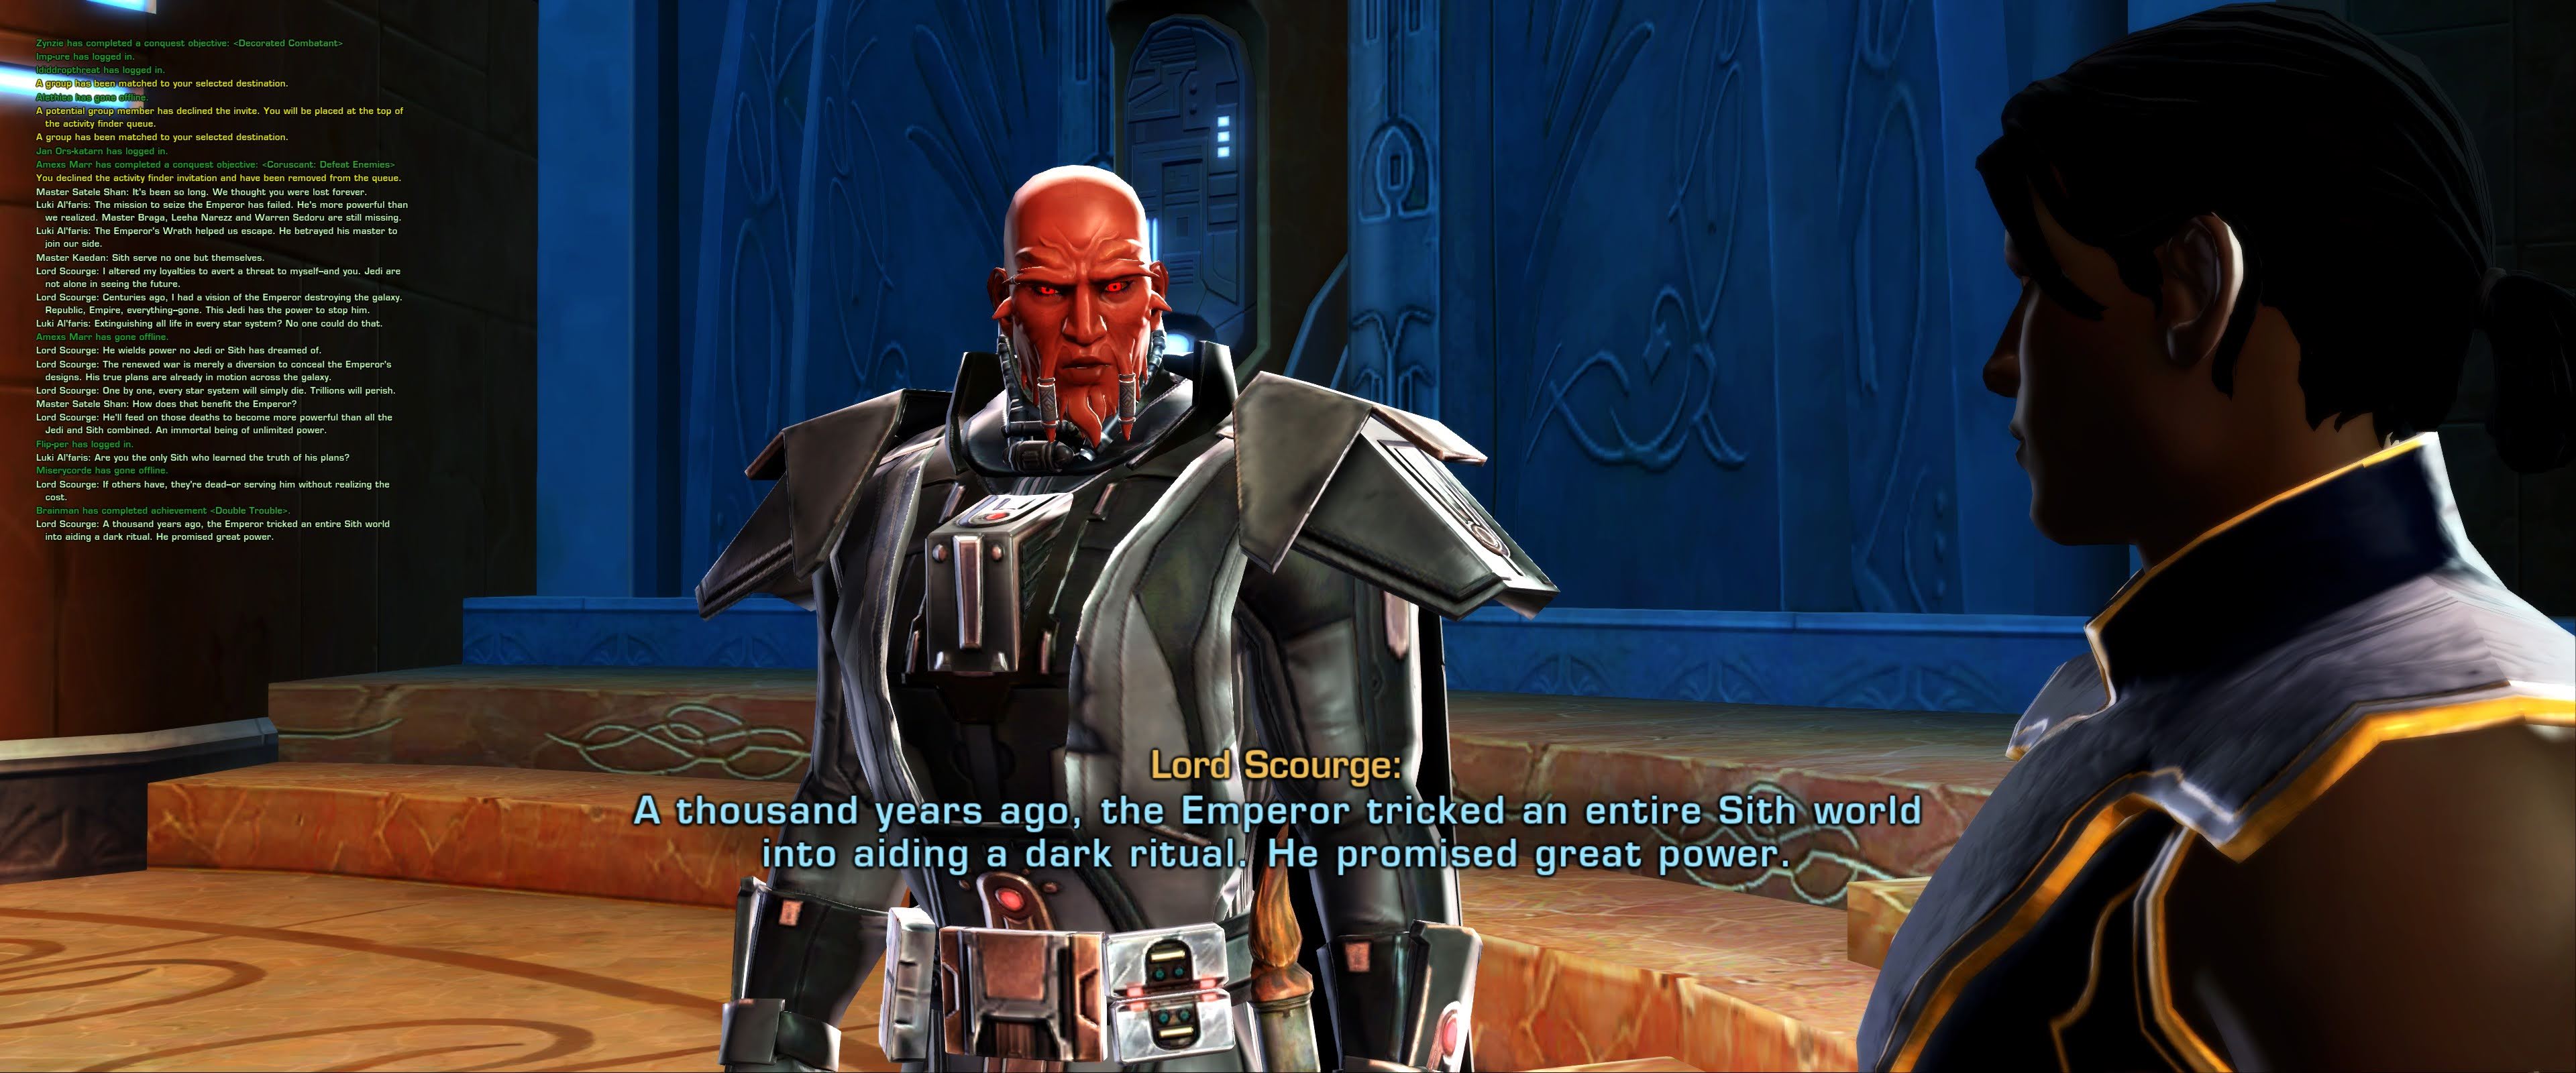 Zynzie has completed a conquest objective: <Decorated Combatant>
Imp-ure has logged in.
Ididdropthreat has logged in.
A group has been matched to your selected destination.
Alethiea has gone offline.
A potential group member has declined the invite. You will be placed at the top of
the activity finder queue.
A group has been matched to your selected destination.
Jan Ors-katarn has logged in.
Amexs Marr has completed a conquest objective: <Coruscant: Defeat Enemies>
You declined the activity finder invitation and have been removed from the queue.
Master Satele Shan: It's been so long. We thought you were lost forever.
Luki Al'faris: The mission to seize the Emperor has failed. He's more powerful than
we realized. Master Braga, Leeha Narezz and Warren Sedoru are still missing.
Luki Al'faris: The Emperor's Wrath helped us escape. He betrayed his master to
join our side.
Master Kaedan: Sith serve no one but themselves.
Lord Scourge: I altered my loyalties to avert a threat to myself—and you. Jedi are
not alone in seeing the future.
Lord Scourge: Centuries ago, I had a vision of the Emperor destroying the galaxy.
Republic, Empire, everything—gone. This Jedi has the power to stop him.
Luki Al'faris: Extinguishing all life in every star system? No one could do that.
Amexs Marr has gone offline.
Lord Scourge: He wields power no Jedi or Sith has dreamed of.
Lord Scourge: The renewed war is merely a diversion to conceal the Emperor's
designs. His true plans are already in motion across the galaxy.
Lord Scourge: One by one, every star system will simply die. Trillions will perish.
Master Satele Shan: How does that benefit the Emperor?
Lord Scourge: He'll feed on those deaths to become more powerful than all the
Jedi and Sith combined. An immortal being of unlimited power.
Flip-per has logged in.
Luki Al'faris: Are you the only Sith who learned the truth of his plans?
Miserycorde has gone offline.
Lord Scourge: If others have, they're dead—or serving him without realizing the
cost.
Brainman has completed achievement <Double Trouble>.
Lord Scourge: A thousand years ago, the Emperor tricked an entire Sith world
into aiding a dark ritual. He promised great power.
Lord Scourge:
A thousand years ago, the Emperor tricked an entire Sith world
into aiding a dark ritual. He promised great power.